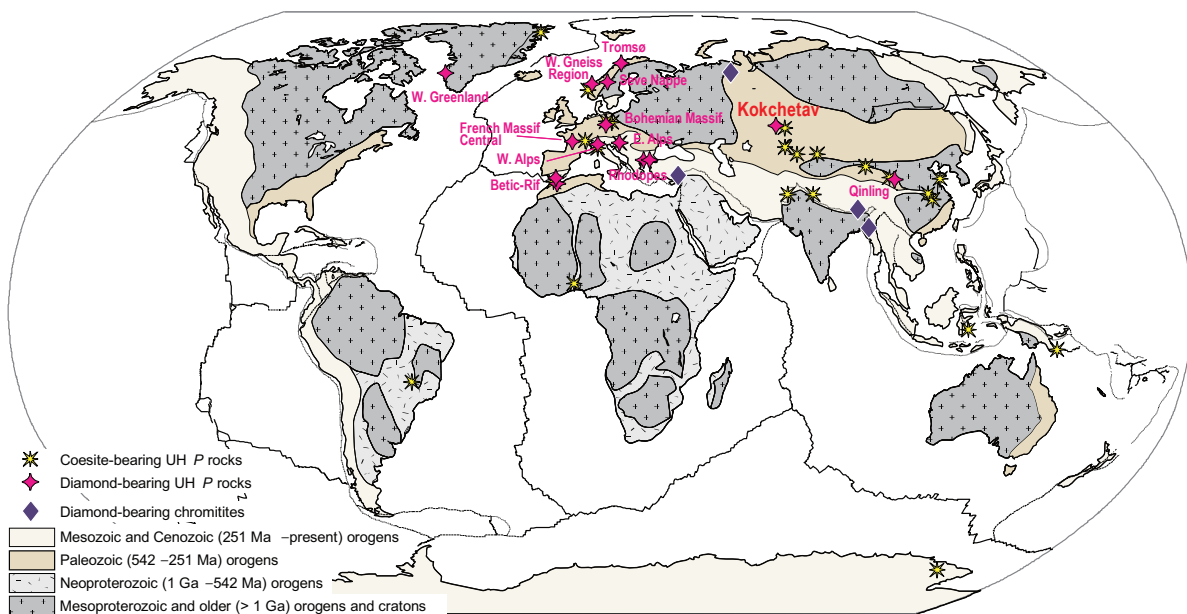 Tromsø
W. Gneiss
Region
Seve Nappe
W. Greenland
Kokchetav
Bohemian Massif
French Massif
Central
E. Alps
W. Alps
Rhodopes
Betic-Rif
Qinling
Coesite-bearing UH P rocks
Diamond-bearing UH P rocks
Diamond-bearing chromitites
Mesozoic and Cenozoic (251 Ma –present) orogens
Paleozoic (542 –251 Ma) orogens
Neoproterozoic (1 Ga –542 Ma) orogens
Mesoproterozoic and older (> 1 Ga) orogens and cratons